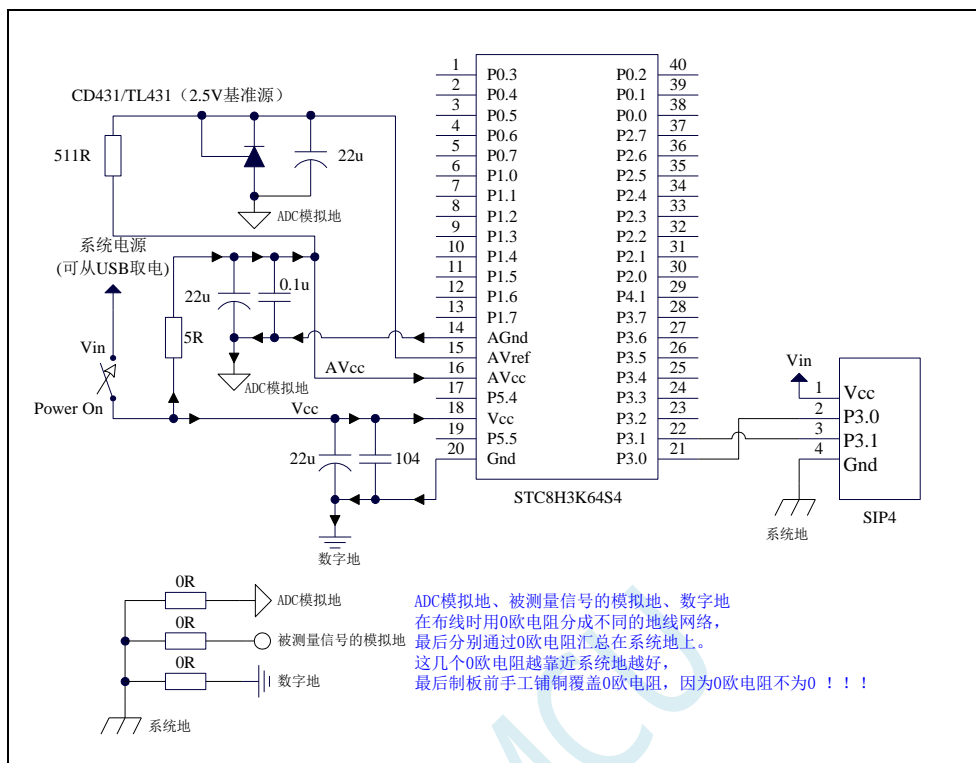 CD431/TL431（2.5V基准源）
511R
22u
ADC模拟地
系统电源
(可从USB取电)
Vin
Power On
5R
22u
0.1u
ADC模拟地
AVcc
Vcc
22u
104
数字地
1 P0.3 P0.2 40
2 P0.4 P0.1 39
3 P0.5 P0.0 38
4 P0.6 P2.7 37
5 P0.7 P2.6 36
6 P1.0 P2.5 35
7 P1.1 P2.4 34
8 P1.2 P2.3 33
9 P1.3 P2.2 32
10 P1.4 P2.1 31
11 P1.5 P2.0 30
12 P1.6 P4.1 29
13 P1.7 P3.7 28
14 AGnd P3.6 27
15 AVref P3.5 26
16 AVcc P3.4 25
17 P5.4 P3.3 24
18 Vcc P3.2 23
19 P5.5 P3.1 22
20 Gnd P3.0 21
STC8H3K64S4
Vin
1 Vcc
2 P3.0
3 P3.1
4 Gnd
系统地
SIP4
0R ADC模拟地
0R 被测量信号的模拟地
0R 数字地
系统地
ADC模拟地、被测量信号的模拟地、数字地
在布线时用0欧电阻分成不同的地线网络，
最后分别通过0欧电阻汇总在系统地上。
这几个0欧电阻越靠近系统地越好，
最后制板前手工铺铜覆盖0欧电阻，因为0欧电阻不为0 ！！！
MCU